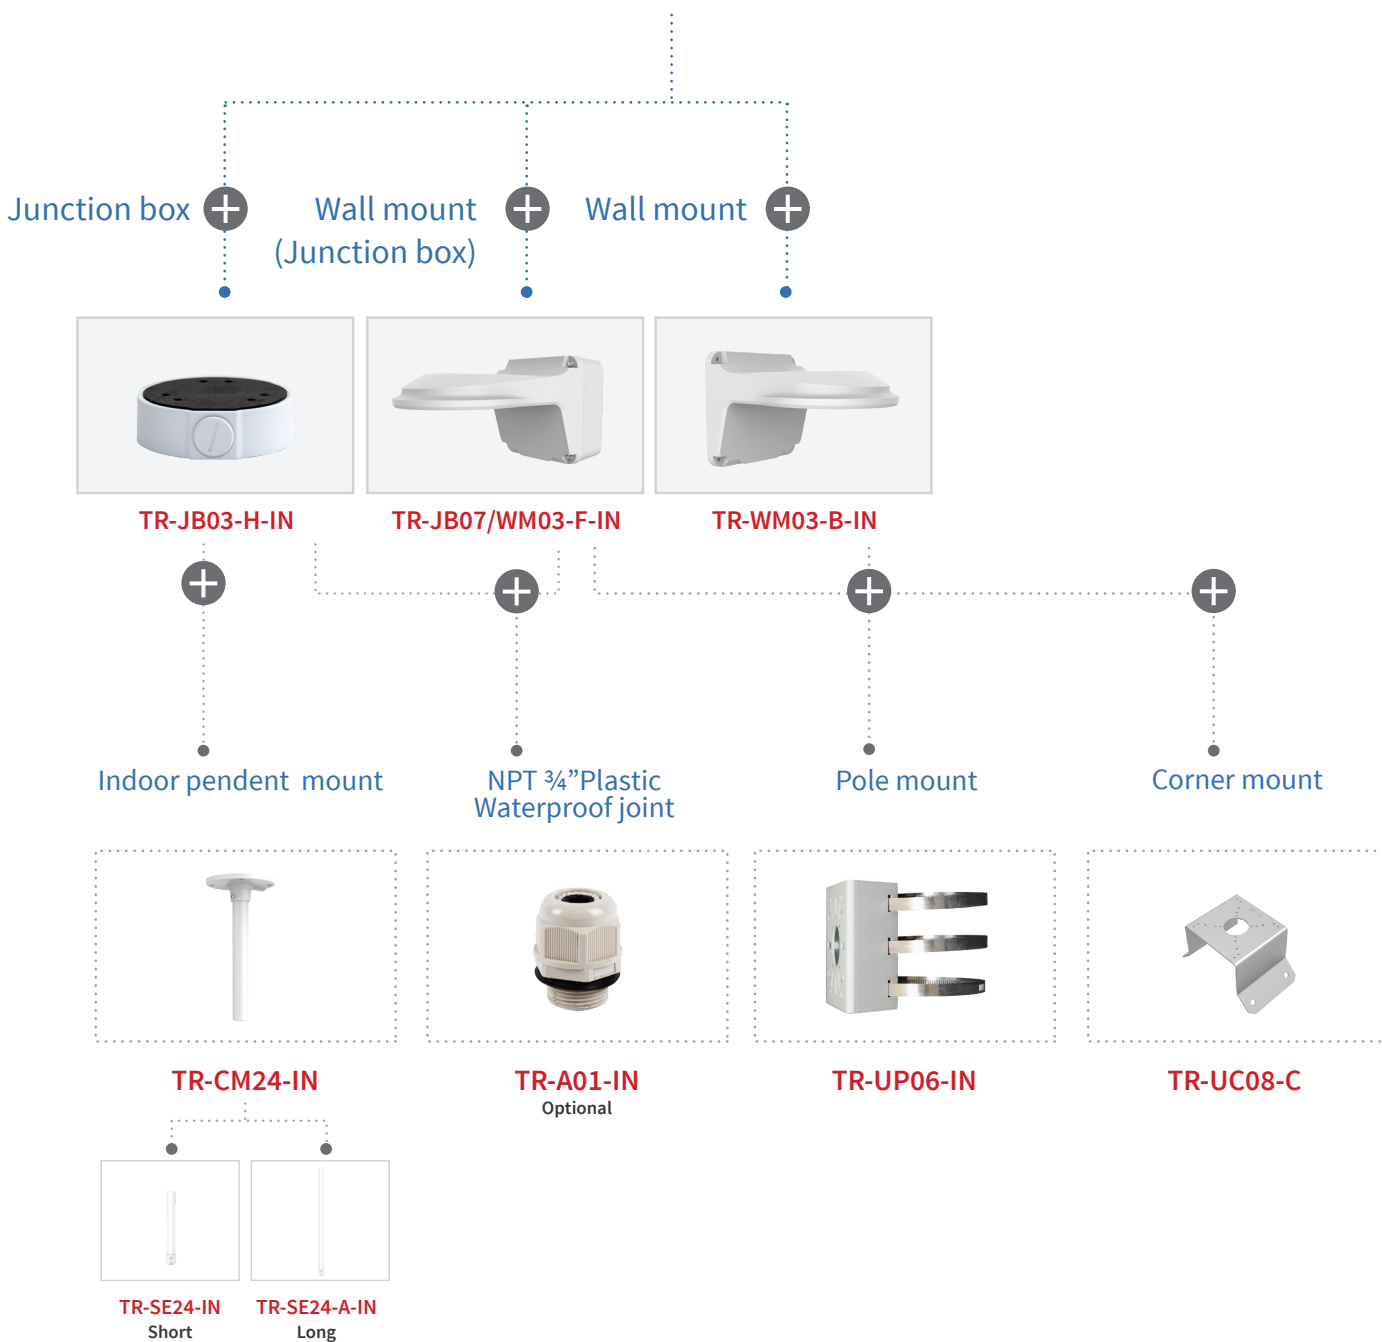 Junction box
Wall mount
(Junction box)
Wall mount
TR-JB03-H-IN
TR-JB07/WM03-F-IN
TR-WM03-B-IN
Indoor pendent mount
NPT ¾”Plastic
Waterproof joint
Pole mount
Corner mount
TR-CM24-IN
TR-A01-IN
Optional
TR-UP06-IN
TR-UC08-C
TR-SE24-IN
Short
TR-SE24-A-IN
Long